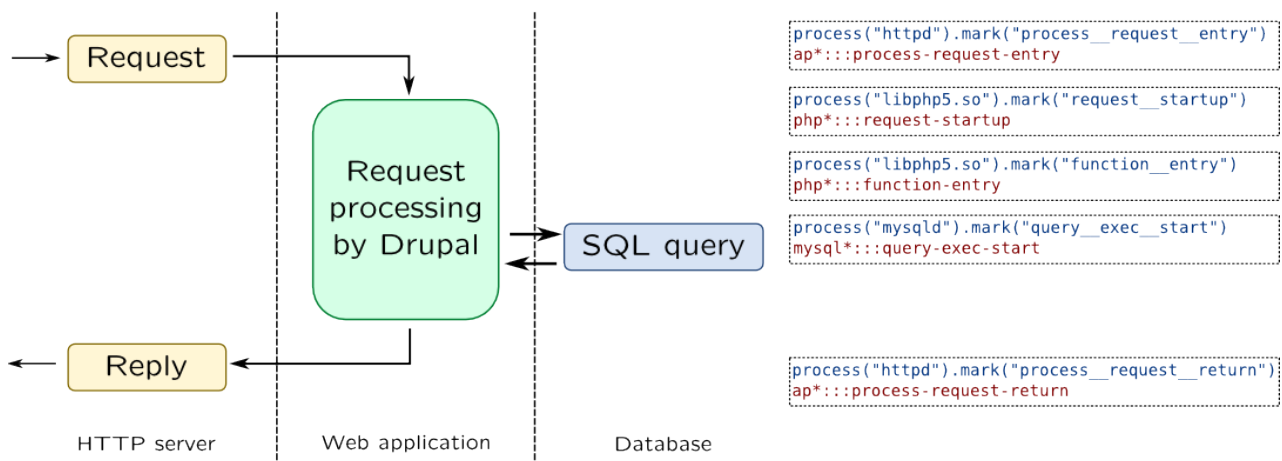 Request
Request
processing
by Drupal
SQL query
Reply
HTTP server
Web application
Database
process("httpd").mark("process__request__entry")
ap*:::process-request-entry
process("libphp5.so").mark("request__startup")
php*:::request-startup
process("libphp5.so").mark("function__entry")
php*:::function-entry
process("mysqld").mark("query__exec__start")
mysql*:::query-exec-start
process("httpd").mark("process__request__return")
ap*:::process-request-return